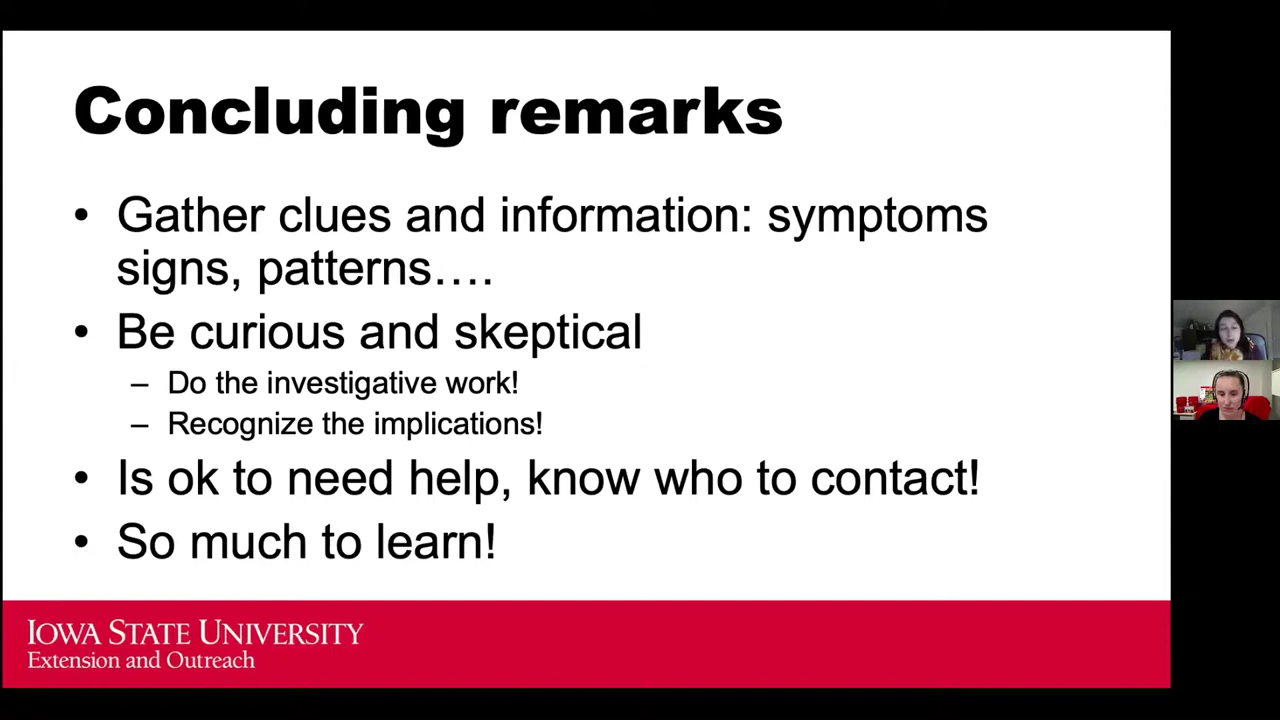 Concluding remarks
• Gather clues and information: symptoms
signs, patterns….
• Be curious and skeptical
– Do the investigative work!
– Recognize the implications!
• Is ok to need help, know who to contact!
• So much to learn!
IOWA STATE UNIVERSITY
Extension and Outreach